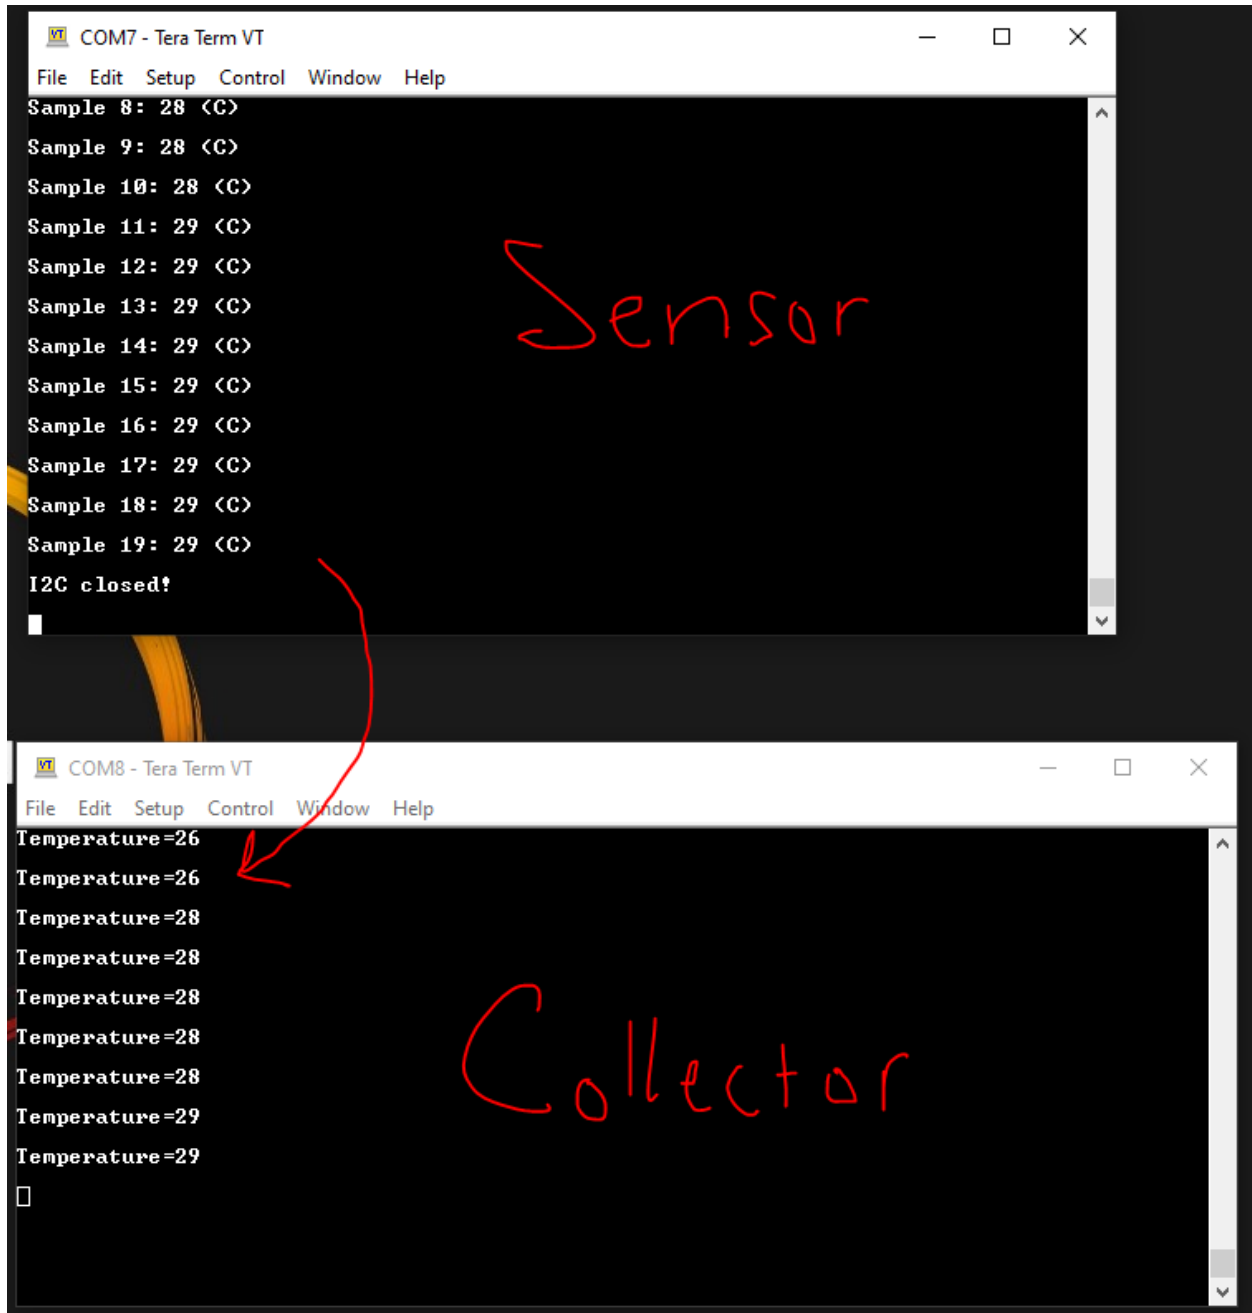 COM7 - Tera Term VT
File Edit Setup Control Window Help
Sample 8: 28 (C)
Sample 9: 28 (C)
Sample 10: 28 (C)
Sample 11: 29 (C)
Sample 12: 29 (C)
Sample 13: 29 (C)
Sample 14: 29 (C)
Sample 15: 29 (C)
Sample 16: 29 (C)
Sample 17: 29 (C)
Sample 18: 29 (C)
Sample 19: 29 (C)
I2C closed!
Sensor
COM8 - Tera Term VT
File Edit Setup Control Window Help
Temperature=26
Temperature=26
Temperature=28
Temperature=28
Temperature=28
Temperature=28
Temperature=28
Temperature=29
Temperature=29
Collector